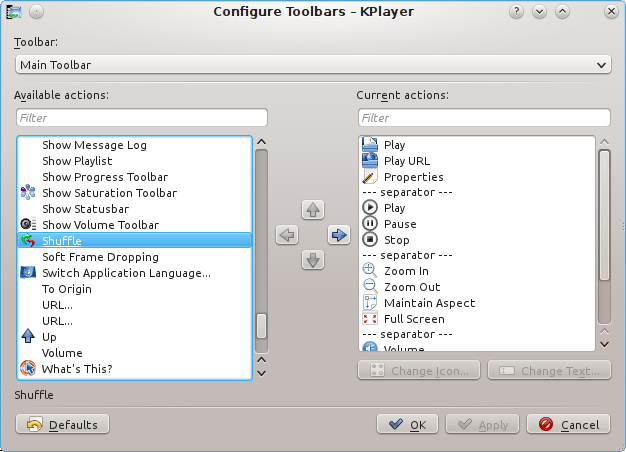 Configure Toolbars – KPlayer
Toolbar:
Main Toolbar
Available actions:
Filter
Show Message Log
Show Playlist
Show Progress Toolbar
Show Saturation Toolbar
Show Statusbar
Show Volume Toolbar
Shuffle
Soft Frame Dropping
Switch Application Language...
To Origin
URL...
URL...
Up
Volume
What's This?
Current actions:
Filter
Play
Play URL
Properties
--- separator ---
Play
Pause
Stop
--- separator ---
Zoom In
Zoom Out
Maintain Aspect
Full Screen
--- separator ---
Volume
Change Icon...
Change Text...
Shuffle
Defaults
OK
Apply
Cancel